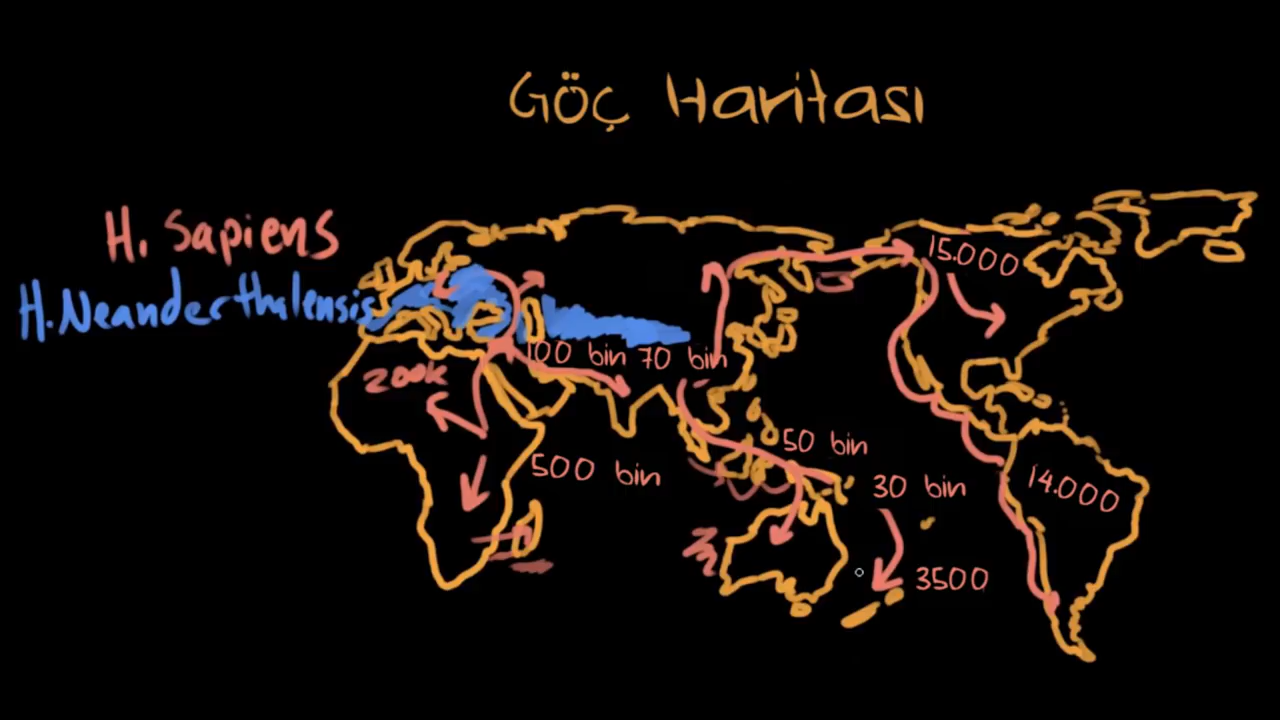 Göç Haritası
H. Sapiens
H. Neanderthalensis
15.000
100 bin
70 bin
200k
50 bin
500 bin
30 bin
14.000
3500